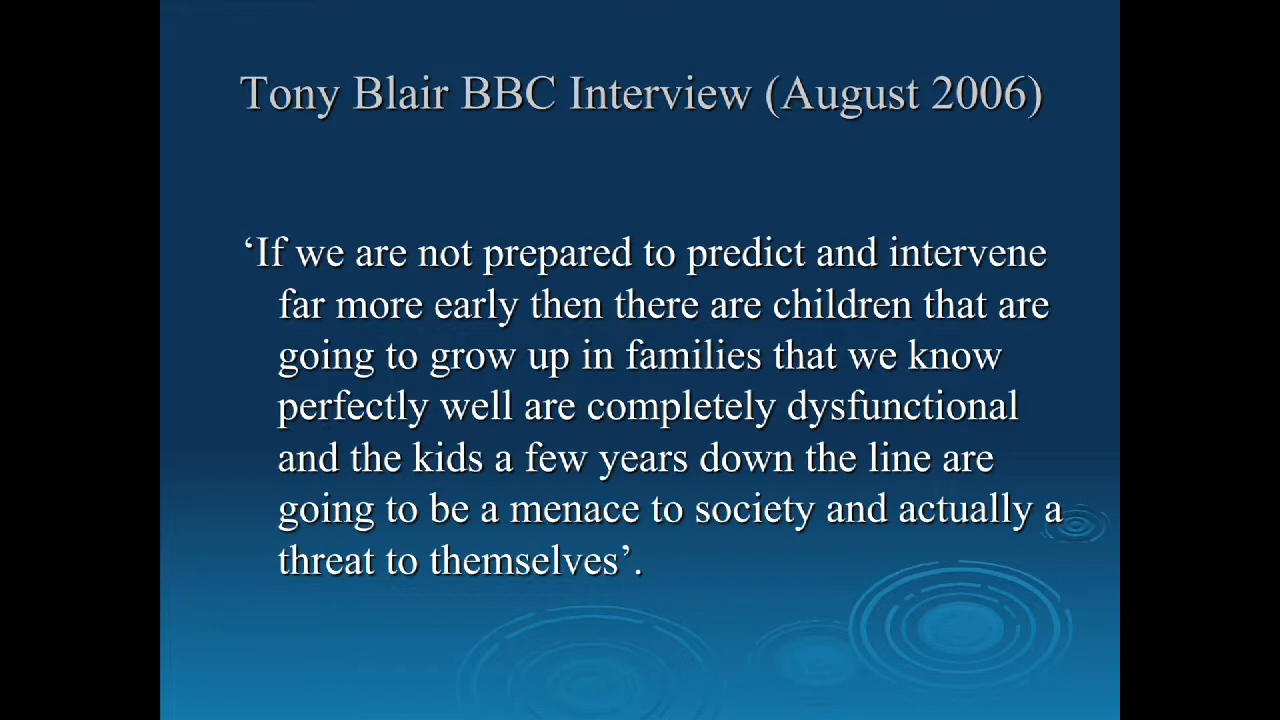 Tony Blair BBC Interview (August 2006)
‘If we are not prepared to predict and intervene
far more early then there are children that are
going to grow up in families that we know
perfectly well are completely dysfunctional
and the kids a few years down the line are
going to be a menace to society and actually a
threat to themselves’.